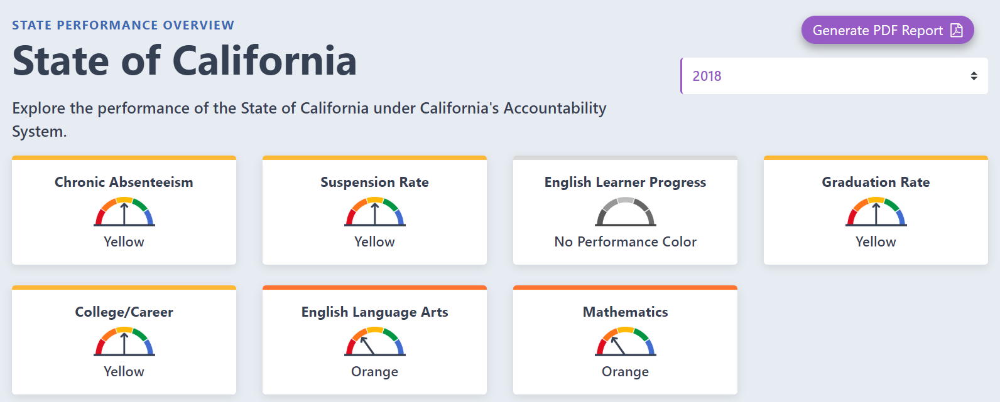 STATE PERFORMANCE OVERVIEW
State of California
Generate PDF Report
2018
Explore the performance of the State of California under California's Accountability
System.
Chronic Absenteeism
Yellow
Suspension Rate
Yellow
English Learner Progress
No Performance Color
Graduation Rate
Yellow
College/Career
Yellow
English Language Arts
Orange
Mathematics
Orange